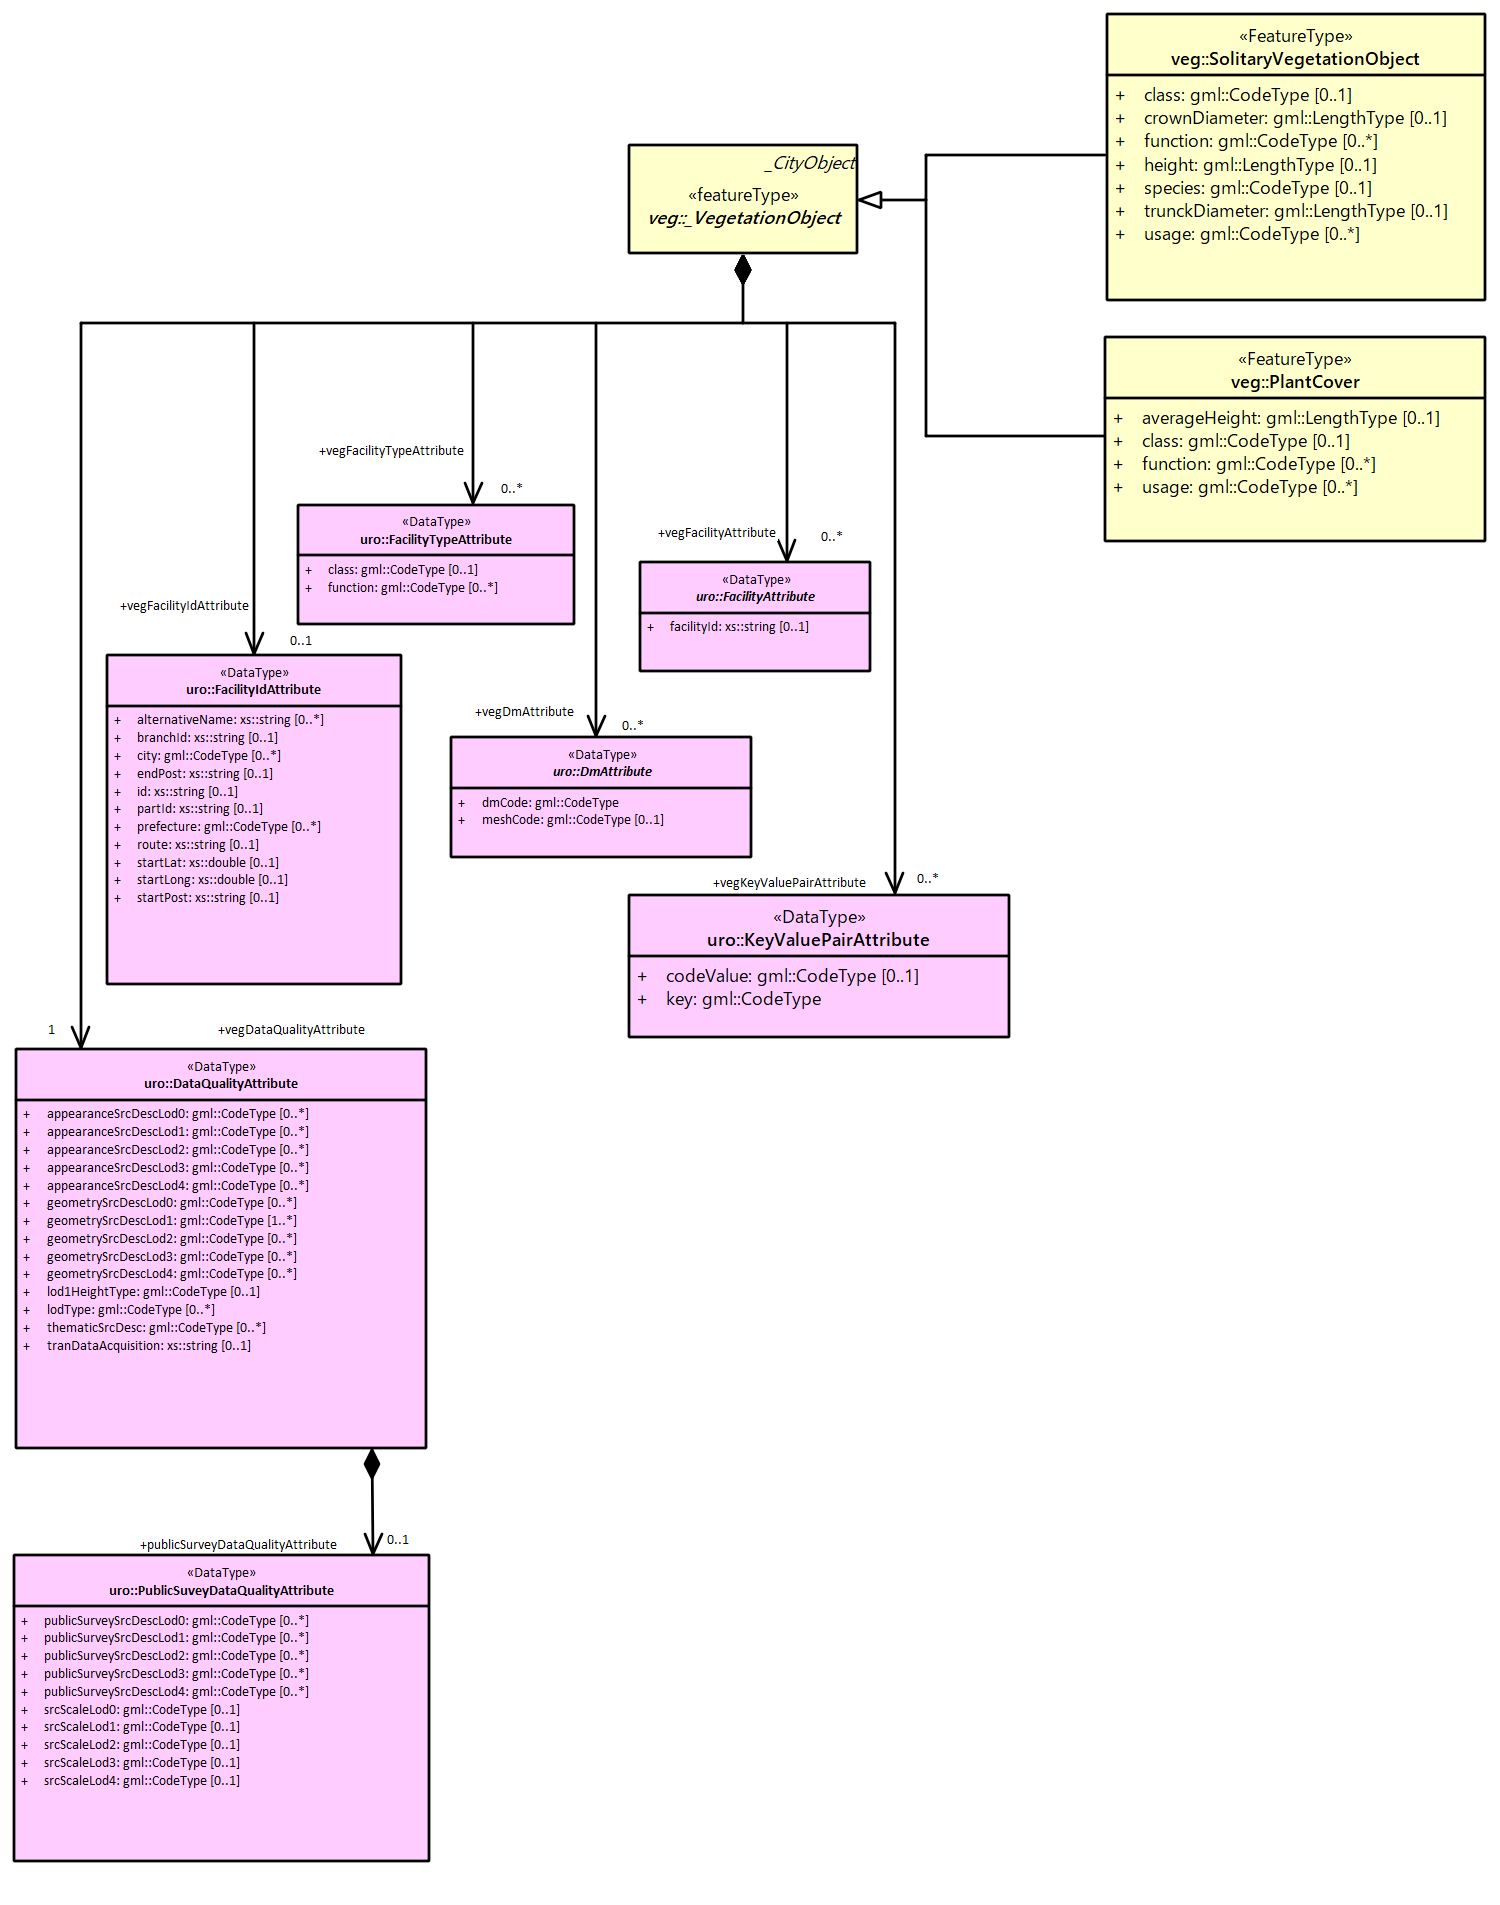 «FeatureType»
veg::SolitaryVegetationObject
+ class: gml::CodeType [0..1]
+ crownDiameter: gml::LengthType [0..1]
+ function: gml::CodeType [0..*]
+ height: gml::LengthType [0..1]
+ species: gml::CodeType [0..1]
+ trunckDiameter: gml::LengthType [0..1]
+ usage: gml::CodeType [0..*]
_CityObject
«featureType»
veg::_VegetationObject
«FeatureType»
veg::PlantCover
+ averageHeight: gml::LengthType [0..1]
+ class: gml::CodeType [0..1]
+ function: gml::CodeType [0..*]
+ usage: gml::CodeType [0..*]
+vegFacilityTypeAttribute
0..*
«DataType»
uro::FacilityTypeAttribute
+ class: gml::CodeType [0..1]
+ function: gml::CodeType [0..*]
+vegFacilityAttribute
0..*
«DataType»
uro::FacilityAttribute
+ facilityId: xs::string [0..1]
+vegFacilityIdAttribute
0..1
«DataType»
uro::FacilityIdAttribute
+ alternativeName: xs::string [0..*]
+ branchId: xs::string [0..1]
+ city: gml::CodeType [0..*]
+ endPost: xs::string [0..1]
+ id: xs::string [0..1]
+ partId: xs::string [0..1]
+ prefecture: gml::CodeType [0..*]
+ route: xs::string [0..1]
+ startLat: xs::double [0..1]
+ startLong: xs::double [0..1]
+ startPost: xs::string [0..1]
+vegDmAttribute
0..*
«DataType»
uro::DmAttribute
+ dmCode: gml::CodeType
+ meshCode: gml::CodeType [0..1]
+vegKeyValuePairAttribute
0..*
«DataType»
uro::KeyValuePairAttribute
+ codeValue: gml::CodeType [0..1]
+ key: gml::CodeType
1
+vegDataQualityAttribute
«DataType»
uro::DataQualityAttribute
+ appearanceSrcDescLod0: gml::CodeType [0..*]
+ appearanceSrcDescLod1: gml::CodeType [0..*]
+ appearanceSrcDescLod2: gml::CodeType [0..*]
+ appearanceSrcDescLod3: gml::CodeType [0..*]
+ appearanceSrcDescLod4: gml::CodeType [0..*]
+ geometrySrcDescLod0: gml::CodeType [0..*]
+ geometrySrcDescLod1: gml::CodeType [1..*]
+ geometrySrcDescLod2: gml::CodeType [0..*]
+ geometrySrcDescLod3: gml::CodeType [0..*]
+ geometrySrcDescLod4: gml::CodeType [0..*]
+ lod1HeightType: gml::CodeType [0..1]
+ lodType: gml::CodeType [0..*]
+ thematicSrcDesc: gml::CodeType [0..*]
+ tranDataAcquisition: xs::string [0..1]
+publicSurveyDataQualityAttribute
0..1
«DataType»
uro::PublicSuveyDataQualityAttribute
+ publicSurveySrcDescLod0: gml::CodeType [0..*]
+ publicSurveySrcDescLod1: gml::CodeType [0..*]
+ publicSurveySrcDescLod2: gml::CodeType [0..*]
+ publicSurveySrcDescLod3: gml::CodeType [0..*]
+ publicSurveySrcDescLod4: gml::CodeType [0..*]
+ srcScaleLod0: gml::CodeType [0..1]
+ srcScaleLod1: gml::CodeType [0..1]
+ srcScaleLod2: gml::CodeType [0..1]
+ srcScaleLod3: gml::CodeType [0..1]
+ srcScaleLod4: gml::CodeType [0..1]